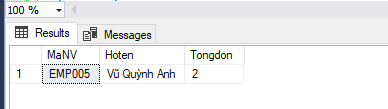 100 %
Results Messages
MaNV Hoten Tongdon
1 EMP005 Vũ Quỳnh Anh 2